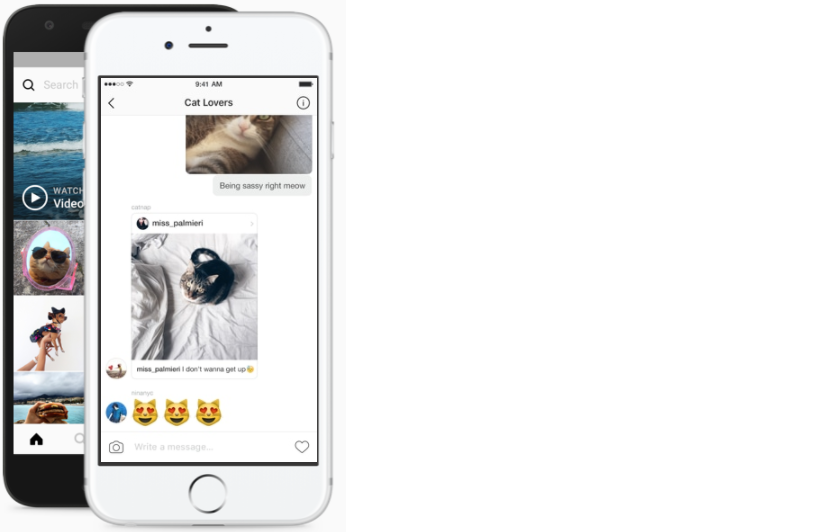 Search
WATCH
Video
9:41 AM
Cat Lovers
Being sassy right meow
catnap
miss_palmieri
miss_palmieri I don't wanna get up😴
Write a message...